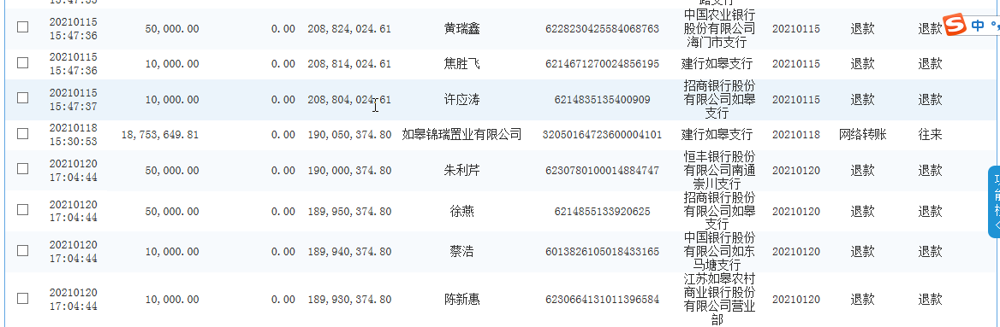 20210115 中国农业银行
15:47:36 50,000.00 0.00 208,824,024.61 黄瑞鑫 6228230425584068763 股份有限公司 20210115 退款 退款
海门市支行
20210115
15:47:36 10,000.00 0.00 208,814,024.61 焦胜飞 6214671270024856195 建行如皋支行 20210115 退款 退款
20210115 招商银行股份
15:47:37 10,000.00 0.00 208,804,024.61 许应涛 6214835135400909 有限公司如皋 20210115 退款 退款
支行
20210118
15:30:53 18,753,649.81 0.00 190,050,374.80 如皋锦瑞置业有限公司 32050164723600004101 建行如皋支行 20210118 网络转账 往来
20210120 恒丰银行股份
17:04:44 50,000.00 0.00 190,000,374.80 朱利芹 6230780100014884747 有限公司南通 20210120 退款 退款
崇川支行
20210120 招商银行股份
17:04:44 50,000.00 0.00 189,950,374.80 徐燕 6214855133920625 有限公司如皋 20210120 退款 退款
支行
20210120 中国银行股份
17:04:44 10,000.00 0.00 189,940,374.80 蔡浩 6013826105018433165 有限公司如东 20210120 退款 退款
马塘支行
20210120 江苏如皋农村
17:04:44 10,000.00 0.00 189,930,374.80 陈新惠 6230664131011396584 商业银行股份 20210120 退款 退款
有限公司营业
部
S 中